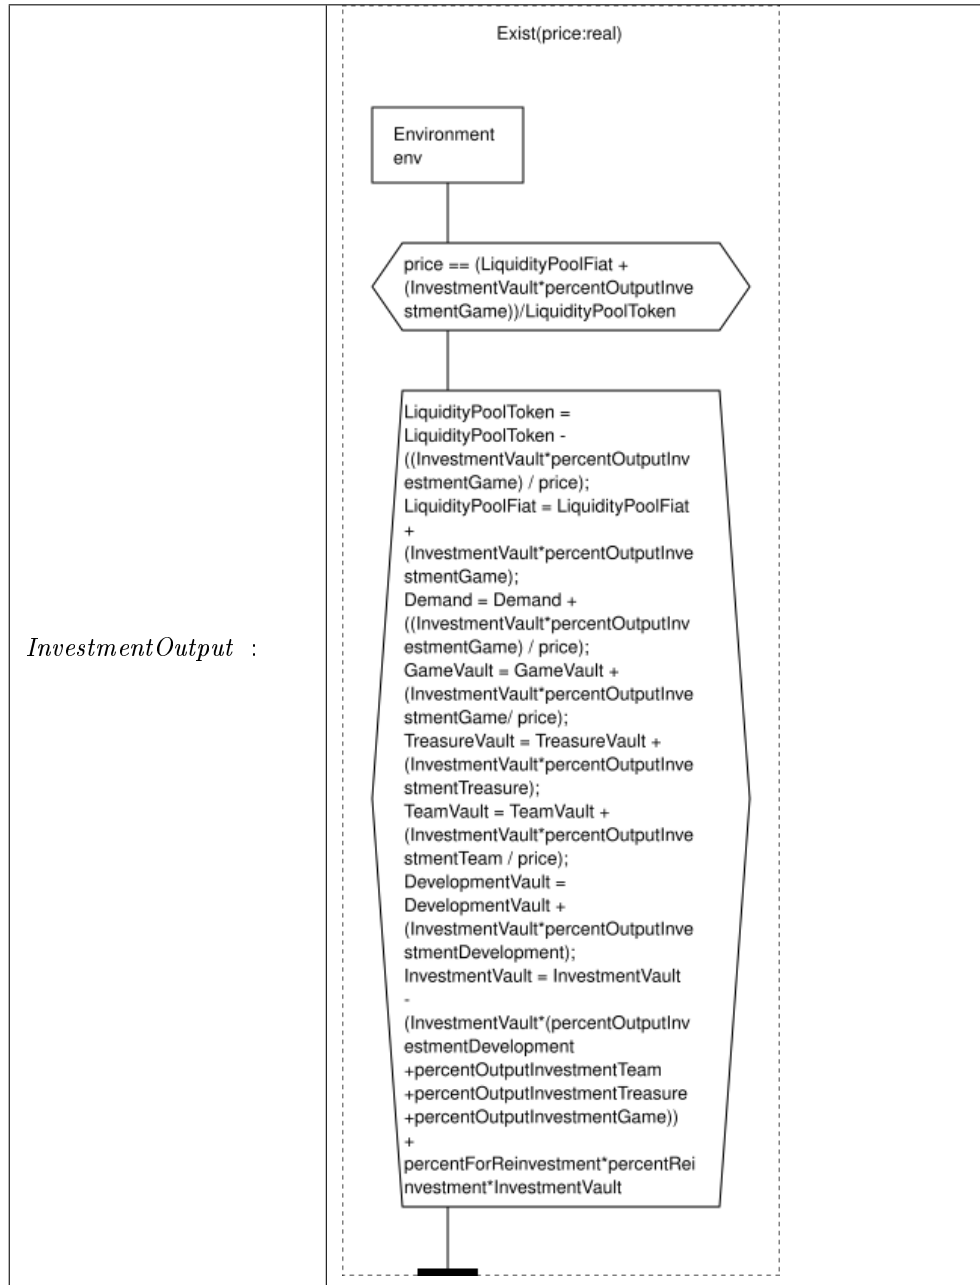 Exist(price:real)
Environment
env
price == (LiquidityPoolFiat +
(InvestmentVault*percentOutputInve
stmentGame))/LiquidityPoolToken
LiquidityPoolToken =
LiquidityPoolToken -
((InvestmentVault*percentOutputInv
estmentGame) / price);
LiquidityPoolFiat = LiquidityPoolFiat
+
(InvestmentVault*percentOutputInve
stmentGame);
Demand = Demand +
((InvestmentVault*percentOutputInv
estmentGame) / price);
GameVault = GameVault +
(InvestmentVault*percentOutputInve
stmentGame/ price);
TreasureVault = TreasureVault +
(InvestmentVault*percentOutputInve
stmentTreasure);
TeamVault = TeamVault +
(InvestmentVault*percentOutputInve
stmentTeam / price);
DevelopmentVault =
DevelopmentVault +
(InvestmentVault*percentOutputInve
stmentDevelopment);
InvestmentVault = InvestmentVault
-
(InvestmentVault*(percentOutputInv
estmentDevelopment
+percentOutputInvestmentTeam
+percentOutputInvestmentTreasure
+percentOutputInvestmentGame))
+
percentForReinvestment*percentRei
nvestment*InvestmentVault
InvestmentOutput :